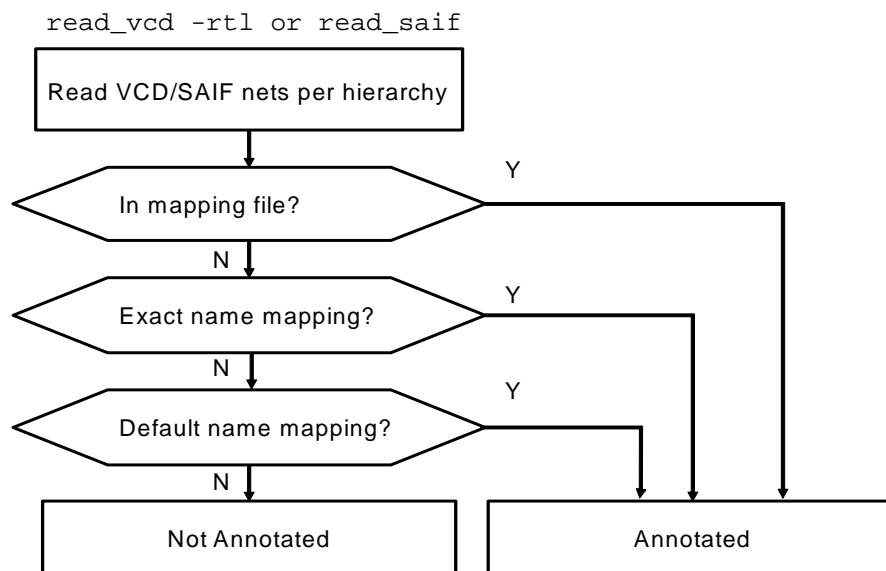 read_vcd -rtl or read_saif
Read VCD/SAIF nets per hierarchy
Y
In mapping file?
N
Y
Exact name mapping?
N
Y
Default name mapping?
N
Not Annotated
Annotated